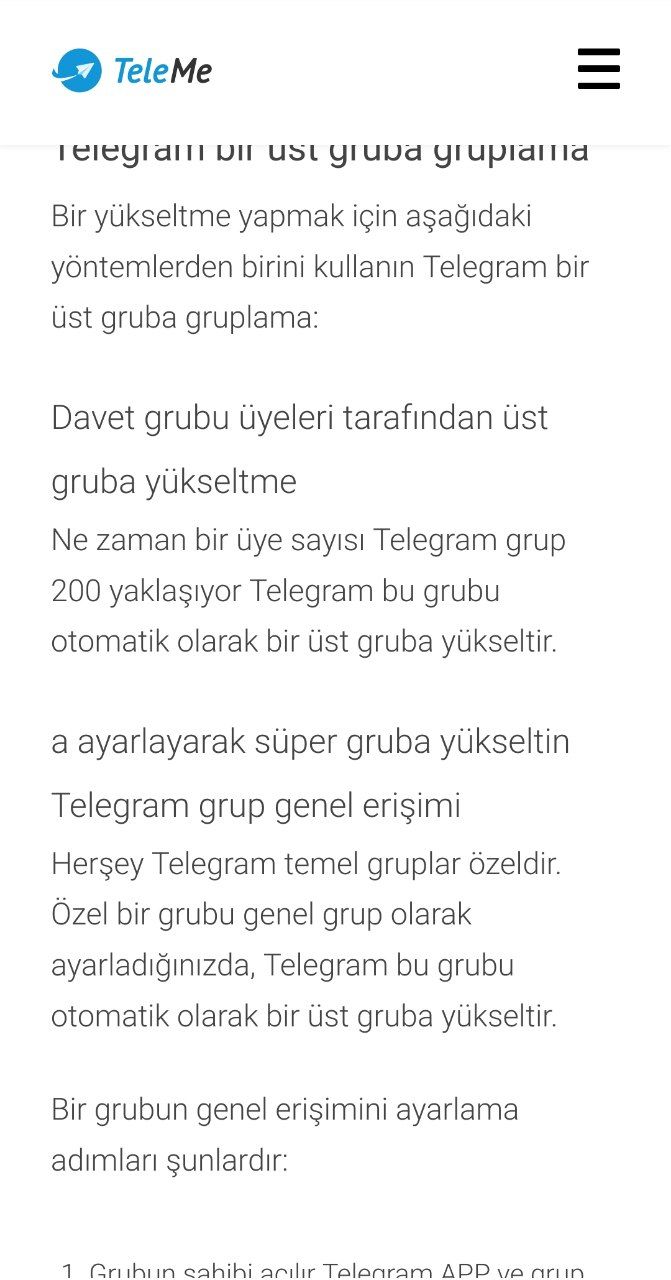 TeleMe
Telegram bir üst gruba gruplama
Bir yükseltme yapmak için aşağıdaki
yöntemlerden birini kullanın Telegram bir
üst gruba gruplama:
Davet grubu üyeleri tarafından üst
gruba yükseltme
Ne zaman bir üye sayısı Telegram grup
200 yaklaşıyor Telegram bu grubu
otomatik olarak bir üst gruba yükseltir.
a ayarlayarak süper gruba yükseltin
Telegram grup genel erişimi
Herşey Telegram temel gruplar özeldir.
Özel bir grubu genel grup olarak
ayarladığınızda, Telegram bu grubu
otomatik olarak bir üst gruba yükseltir.
Bir grubun genel erişimini ayarlama
adımları şunlardır:
1. Grubun sahibi açılır Telegram APP ve grup